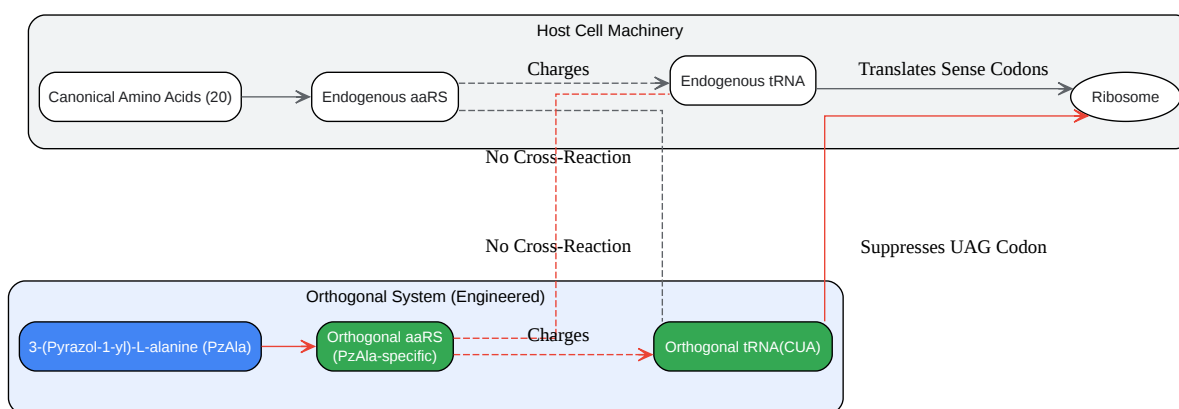 Host Cell Machinery
Canonical Amino Acids (20)
Endogenous aaRS
Charges
Endogenous tRNA
Translates Sense Codons
Ribosome
No Cross-Reaction
No Cross-Reaction
Suppresses UAG Codon
Orthogonal System (Engineered)
3-(Pyrazol-1-yl)-L-alanine (PzAla)
Orthogonal aaRS
(PzAla-specific)
Charges
Orthogonal tRNA(CUA)